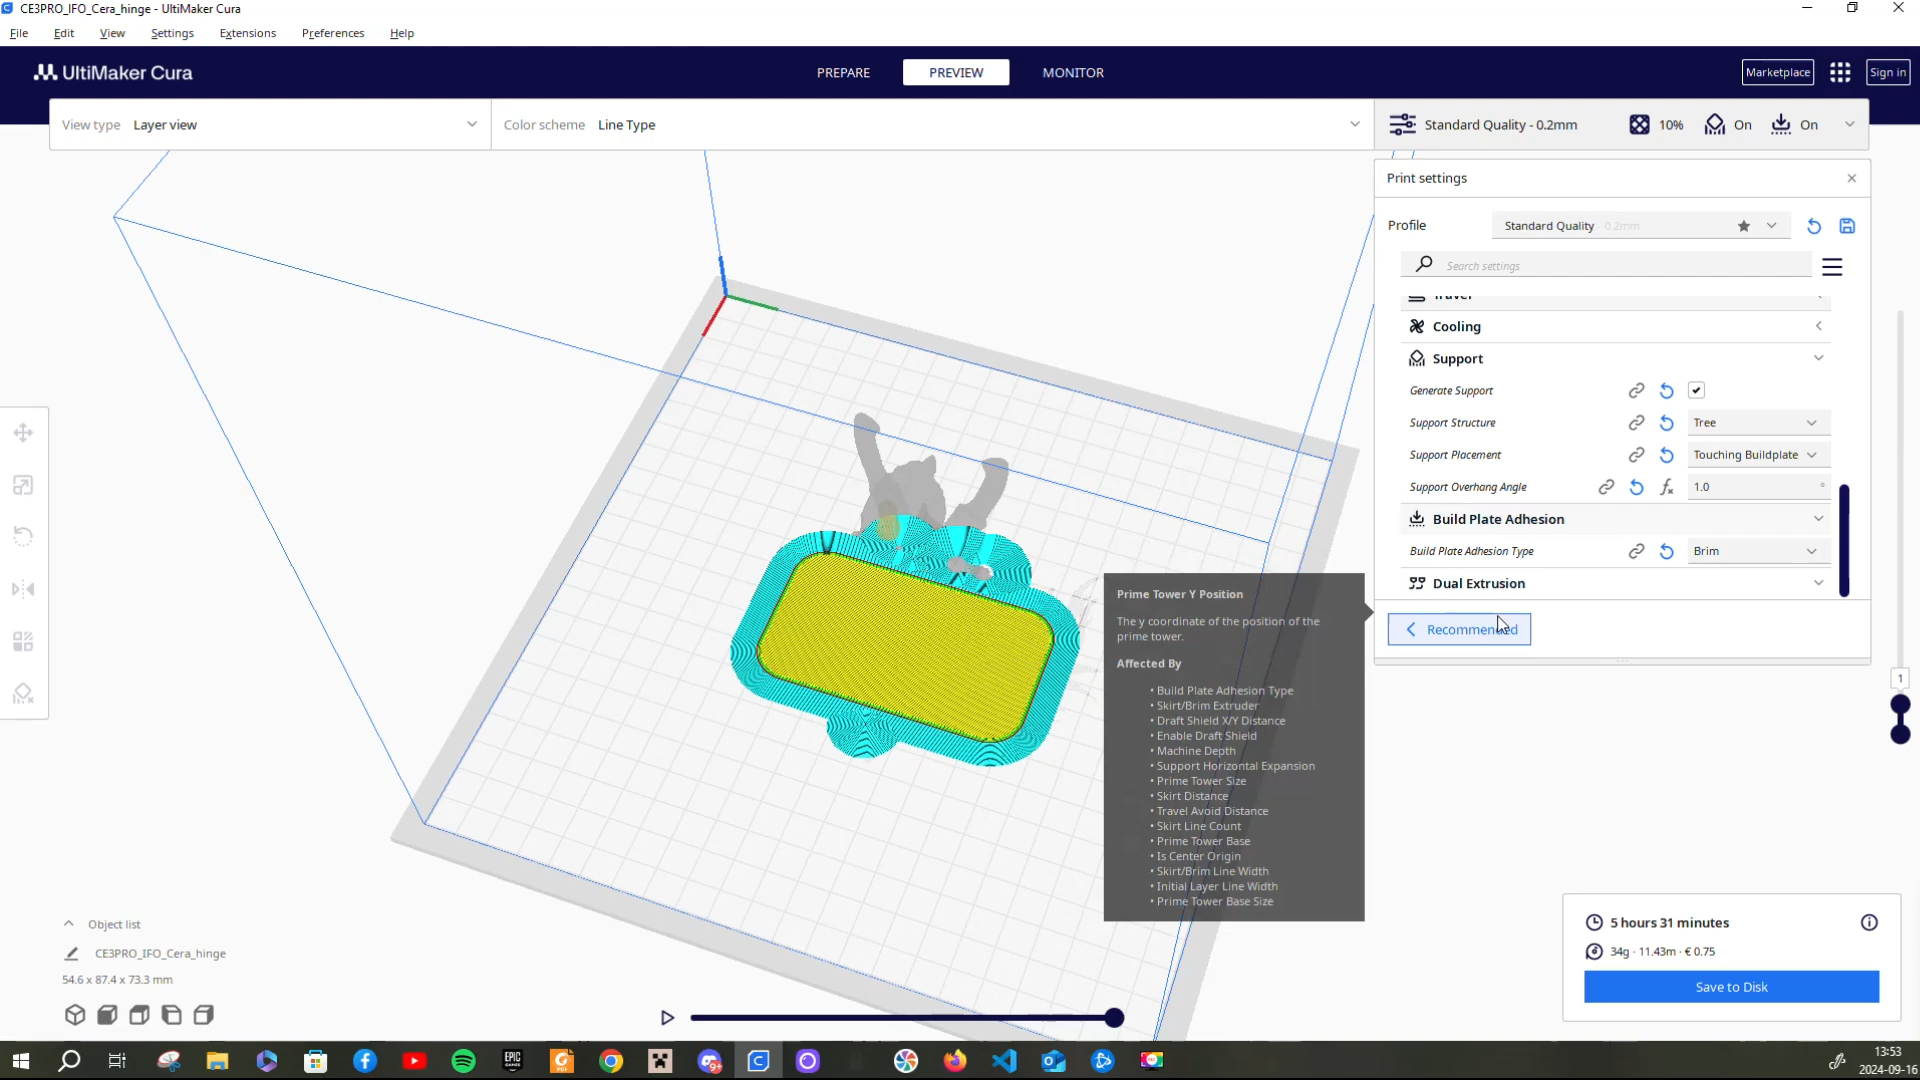 CE3PRO_IFO_Cera_hinge - UltiMaker Cura
File Edit View Settings Extensions Preferences Help
UltiMaker Cura
PREPARE PREVIEW MONITOR
Marketplace Sign in
View type Layer view
Color scheme Line Type
Standard Quality - 0.2mm 10% On On
Print settings
Profile Standard Quality 0.2mm
Search settings
Travel
Cooling
Support
Generate Support
Support Structure Tree
Support Placement Touching Buildplate
Support Overhang Angle 1.0 °
Build Plate Adhesion
Build Plate Adhesion Type Brim
Dual Extrusion
Recommended
Prime Tower Y Position
The y coordinate of the position of the
prime tower.
Affected By
• Build Plate Adhesion Type
• Skirt/Brim Extruder
• Draft Shield X/Y Distance
• Enable Draft Shield
• Machine Depth
• Support Horizontal Expansion
• Prime Tower Size
• Skirt Distance
• Travel Avoid Distance
• Skirt Line Count
• Prime Tower Base
• Is Center Origin
• Skirt/Brim Line Width
• Initial Layer Line Width
• Prime Tower Base Size
1
Object list
CE3PRO_IFO_Cera_hinge
54.6 x 87.4 x 73.3 mm
5 hours 31 minutes
34g · 11.43m · € 0.75
Save to Disk
EPIC
GAMES
9+
13:53
2024-09-16